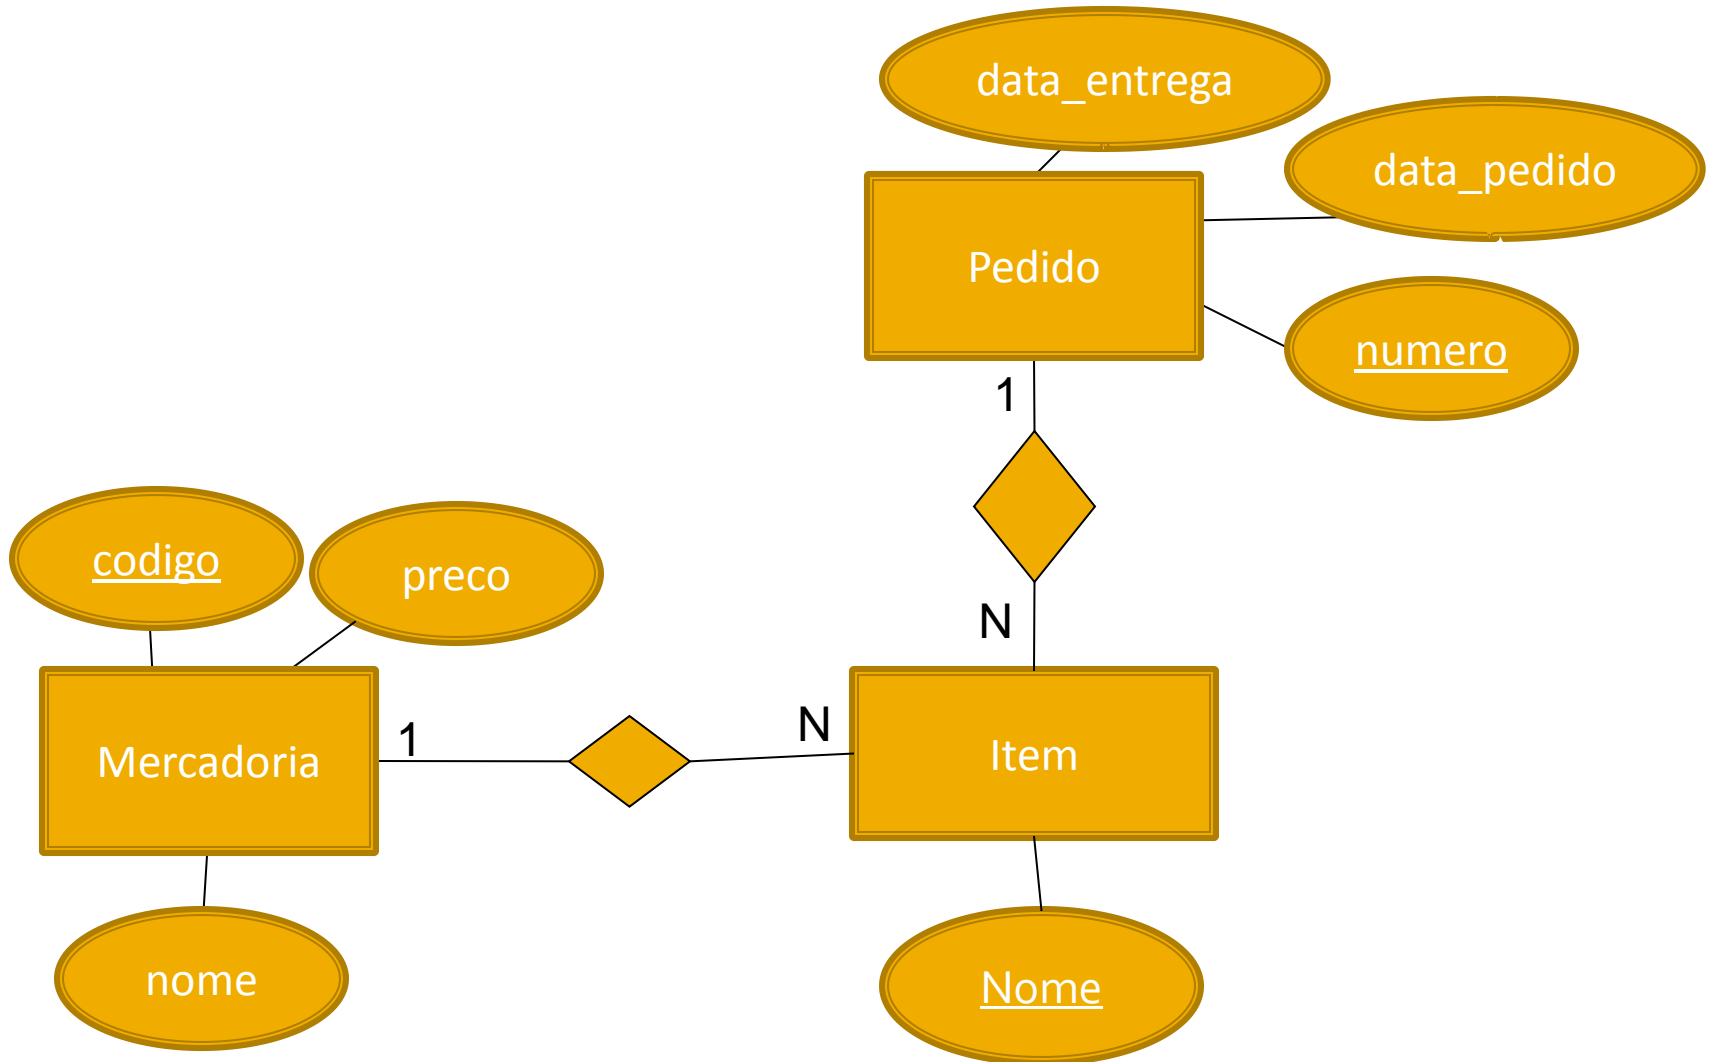 data_entrega
data_pedido
Pedido
numero
1
N
codigo
preco
Mercadoria
1
N
Item
nome
Nome